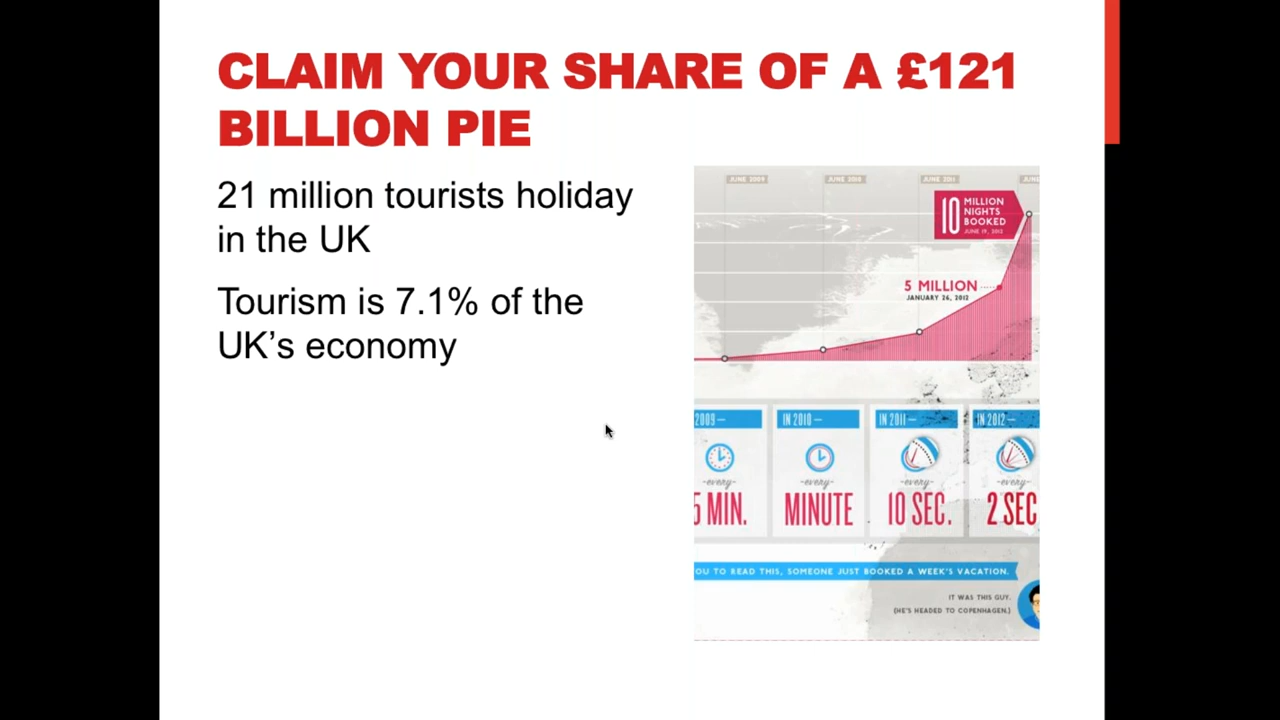 CLAIM YOUR SHARE OF A £121
BILLION PIE
21 million tourists holiday
in the UK
Tourism is 7.1% of the
UK’s economy
JUNE 2009
JUNE 2010
JUNE 2011
JUNE
10 MILLION
NIGHTS
BOOKED
JUNE 19, 2012
5 MILLION
JANUARY 26, 2012
2009—
IN 2010—
IN 2011—
IN 2012—
-every-
-every-
-every-
-every-
5 MIN.
MINUTE
10 SEC.
2 SEC
OU TO READ THIS, SOMEONE JUST BOOKED A WEEK'S VACATION.
IT WAS THIS GUY.
(HE'S HEADED TO COPENHAGEN.)